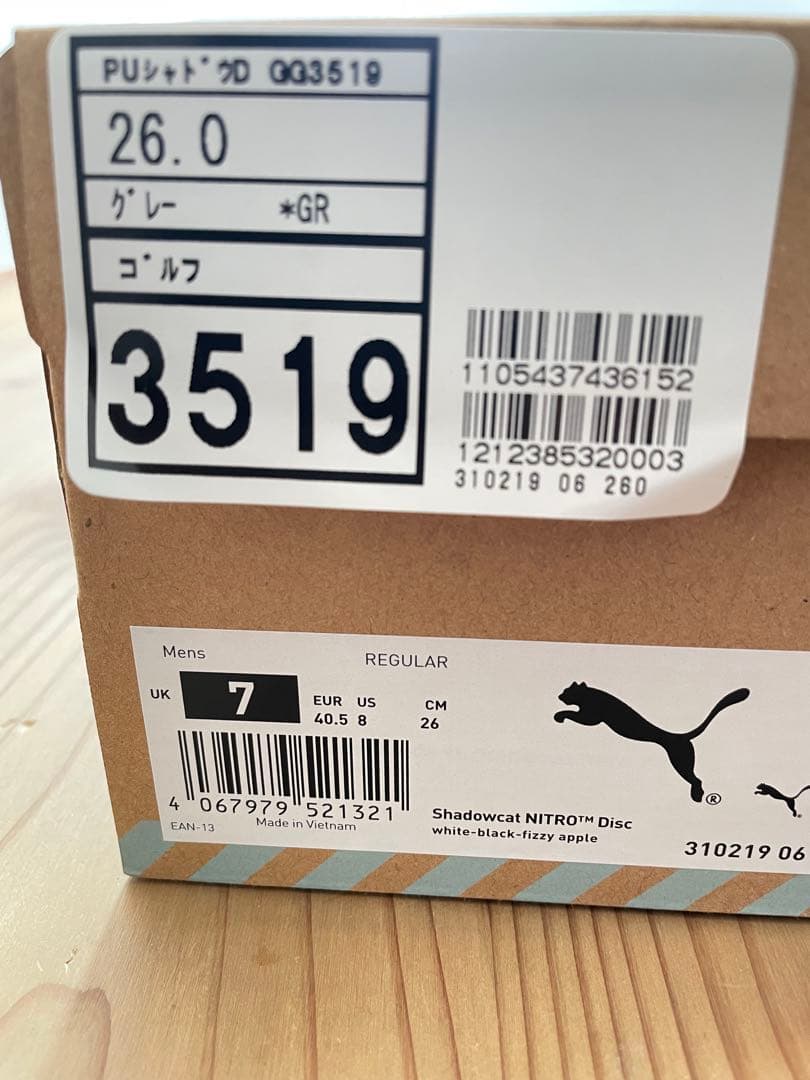 PUシャドウD GG3519
26.0
グレー *GR
ゴルフ
3519
1105437436152
1212385320003
310219 06 260
Mens REGULAR
UK 7 EUR US CM
40.5 8 26
4 067979 521321
EAN-13 Made in Vietnam
®
Shadowcat NITRO™ Disc
white-black-fizzy apple
310219 06